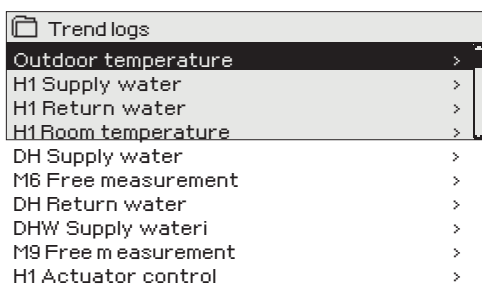 Trend logs
Outdoor temperature >
H1 Supply water >
H1 Return water >
H1 Room temperature >
DH Supply water >
M6 Free measurement >
DH Return water >
DHW Supply wateri >
M9 Free m easurement >
H1 Actuator control >